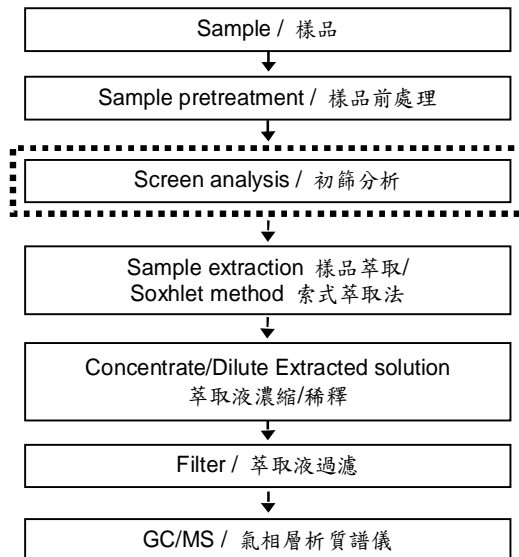 Sample / 樣品
Sample pretreatment / 樣品前處理
Screen analysis / 初篩分析
Sample extraction 樣品萃取/
Soxhlet method 索式萃取法
Concentrate/Dilute Extracted solution
萃取液濃縮/稀釋
Filter / 萃取液過濾
GC/MS / 氣相層析質譜儀